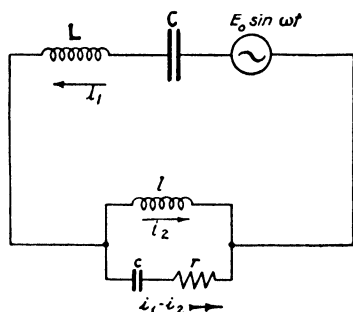 L C E₀ sin ωt
i₁
l
i₂
c r
i₁-i₂